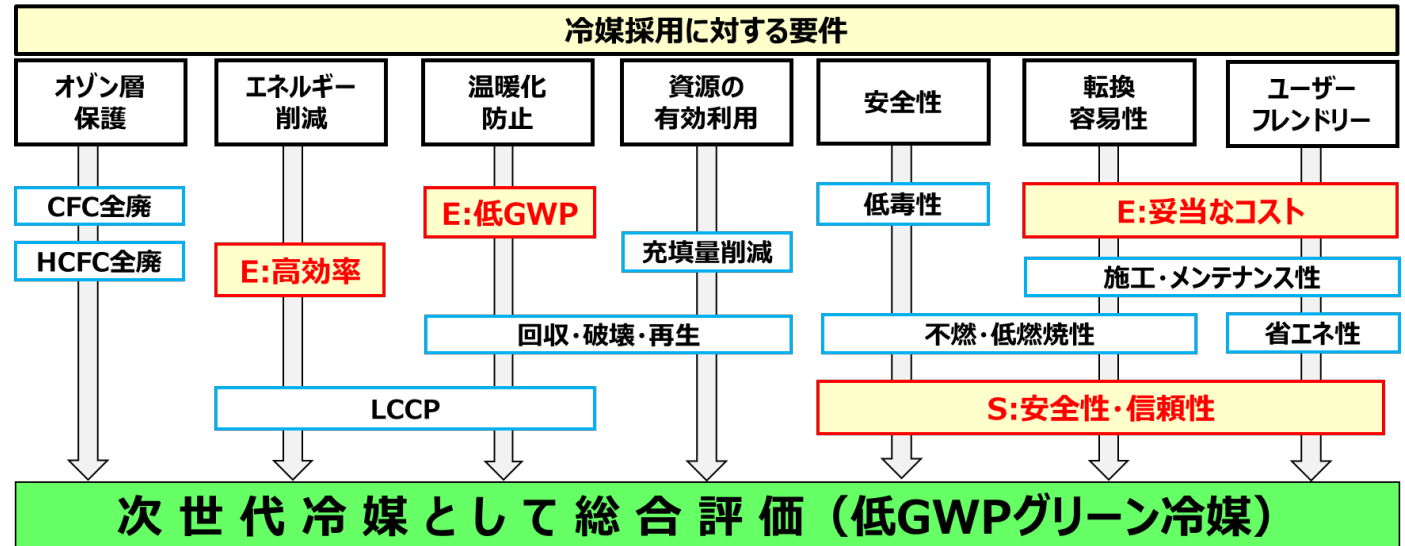 冷媒採用に対する要件
オゾン層
保護
エネルギー
削減
温暖化
防止
資源の
有効利用
安全性
転換
容易性
ユーザー
フレンドリー
CFC全廃
E:低GWP
低毒性
E:妥当なコスト
HCFC全廃
E:高効率
充填量削減
施工・メンテナンス性
回収・破壊・再生
不燃・低燃焼性
省エネ性
LCCP
S:安全性・信頼性
次世代冷媒として総合評価（低GWPグリーン冷媒）